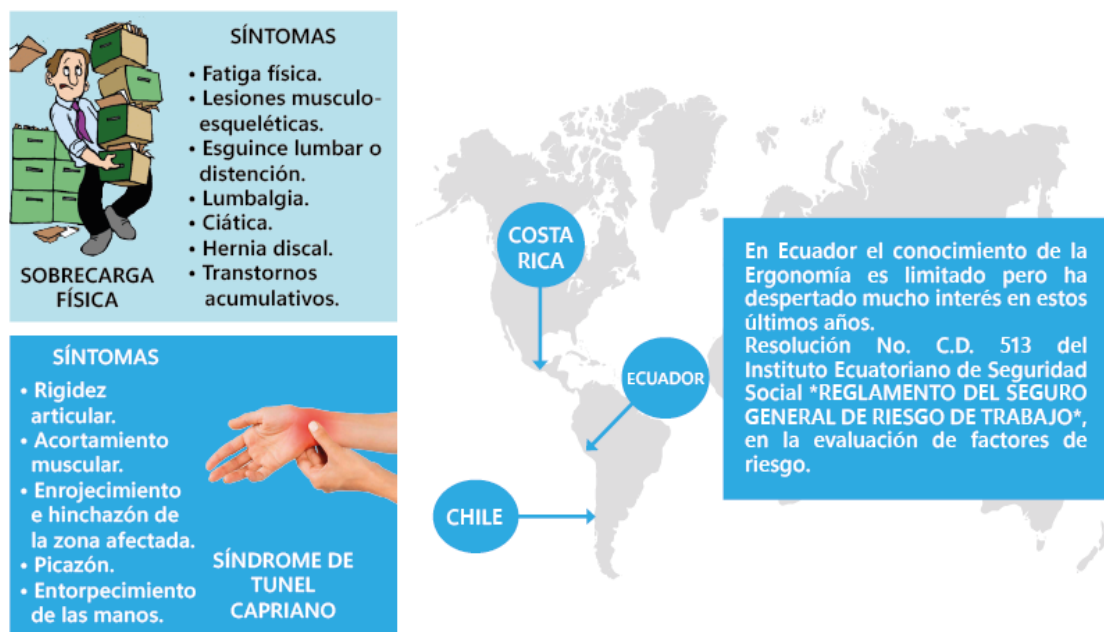 SÍNTOMAS
• Fatiga física.
• Lesiones musculo-
esqueléticas.
• Esguince lumbar o
distención.
• Lumbalgia.
• Ciática.
• Hernia discal.
• Transtornos
acumulativos.
SOBRECARGA
FÍSICA
SÍNTOMAS
• Rigidez
articular.
• Acortamiento
muscular.
• Enrojecimiento
e hinchazón de
la zona afectada.
• Picazón.
• Entorpecimiento
de las manos.
SÍNDROME DE
TUNEL
CAPRIANO
COSTA
RICA
ECUADOR
CHILE
En Ecuador el conocimiento de la
Ergonomía es limitado pero ha
despertado mucho interés en estos
últimos años.
Resolución No. C.D. 513 del
Instituto Ecuatoriano de Seguridad
Social *REGLAMENTO DEL SEGURO
GENERAL DE RIESGO DE TRABAJO*,
en la evaluación de factores de
riesgo.